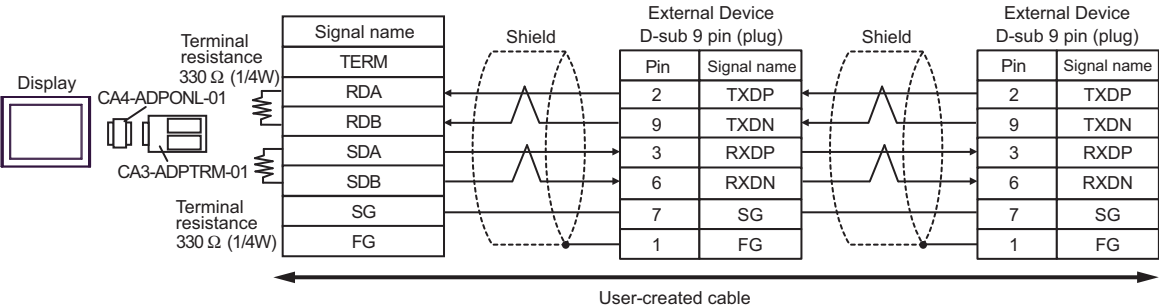 External Device
D-sub 9 pin (plug)
External Device
D-sub 9 pin (plug)
Display
CA4-ADPONL-01
CA3-ADPTRM-01
Terminal
resistance
330 Ω (1/4W)
Terminal
resistance
330 Ω (1/4W)
Signal name
TERM
RDA
RDB
SDA
SDB
SG
FG
Shield
Pin Signal name
2 TXDP
9 TXDN
3 RXDP
6 RXDN
7 SG
1 FG
Shield
Pin Signal name
2 TXDP
9 TXDN
3 RXDP
6 RXDN
7 SG
1 FG
User-created cable